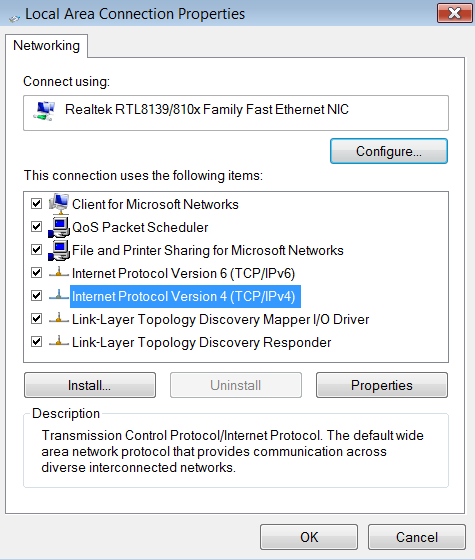 Local Area Connection Properties
Networking
Connect using:
Realtek RTL8139/810x Family Fast Ethernet NIC
Configure...
This connection uses the following items:
Client for Microsoft Networks
QoS Packet Scheduler
File and Printer Sharing for Microsoft Networks
Internet Protocol Version 6 (TCP/IPv6)
Internet Protocol Version 4 (TCP/IPv4)
Link-Layer Topology Discovery Mapper I/O Driver
Link-Layer Topology Discovery Responder
Install... Uninstall Properties
Description
Transmission Control Protocol/Internet Protocol. The default wide
area network protocol that provides communication across
diverse interconnected networks.
OK Cancel